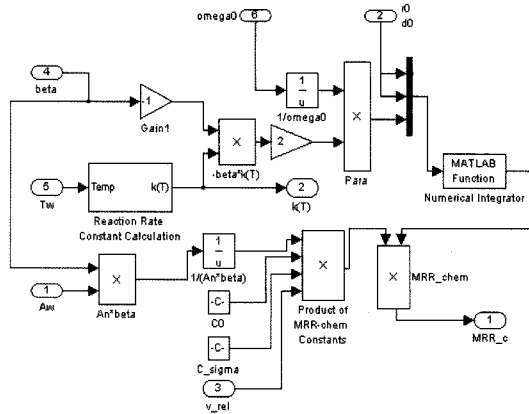 omega0
6
2
r0
d0
4
beta
-1
Gain1
1
u
1/omega0
×
-beta*k(T)
2
×
Para
MATLAB
Function
Numerical Integrator
5
Tw
Temp
k(T)
Reaction Rate
Constant Calculation
2
k(T)
1
u
1/(An*beta)
×
An*beta
1
Aw
-C-
C0
-C-
C_sigma
×
Product of
MRR-chem
Constants
3
v_rel
×
MRR_chem
1
MRR_c